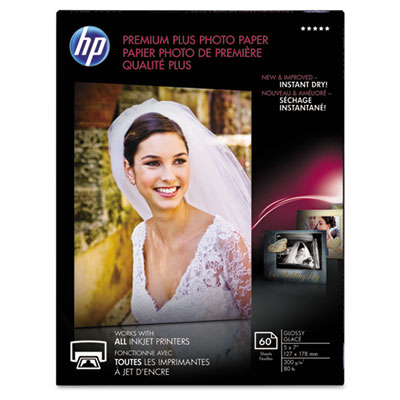 hp
PREMIUM PLUS PHOTO PAPER
PAPIER PHOTO DE PREMIÈRE
QUALITÉ PLUS
NEW & IMPROVED –
INSTANT DRY!
NOUVEAU & AMÉLIORÉ –
SÉCHAGE
INSTANTANÉ!
WORKS WITH
ALL INKJET PRINTERS
FONCTIONNE AVEC
TOUTES LES IMPRIMANTES
À JET D'ENCRE
60
Sheets
Feuilles
GLOSSY
GLACÉ
5 x 7"
127 x 178 mm
300 g/m²
80 lb